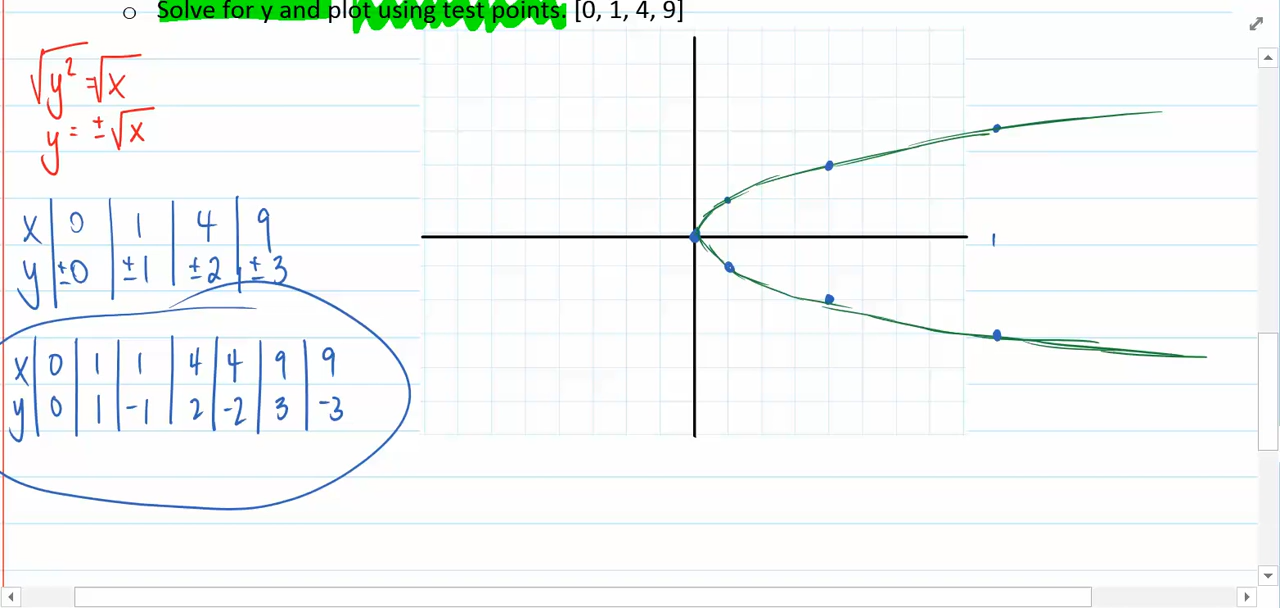 ○ Solve for y and plot using test points. [0, 1, 4, 9]
√y² = √x
y = ±√x
x | 0 | 1 | 4 | 9
y | ±0 | ±1 | ±2 | ±3
x | 0 | 1 | 1 | 4 | 4 | 9 | 9
y | 0 | 1 | -1 | 2 | -2 | 3 | -3